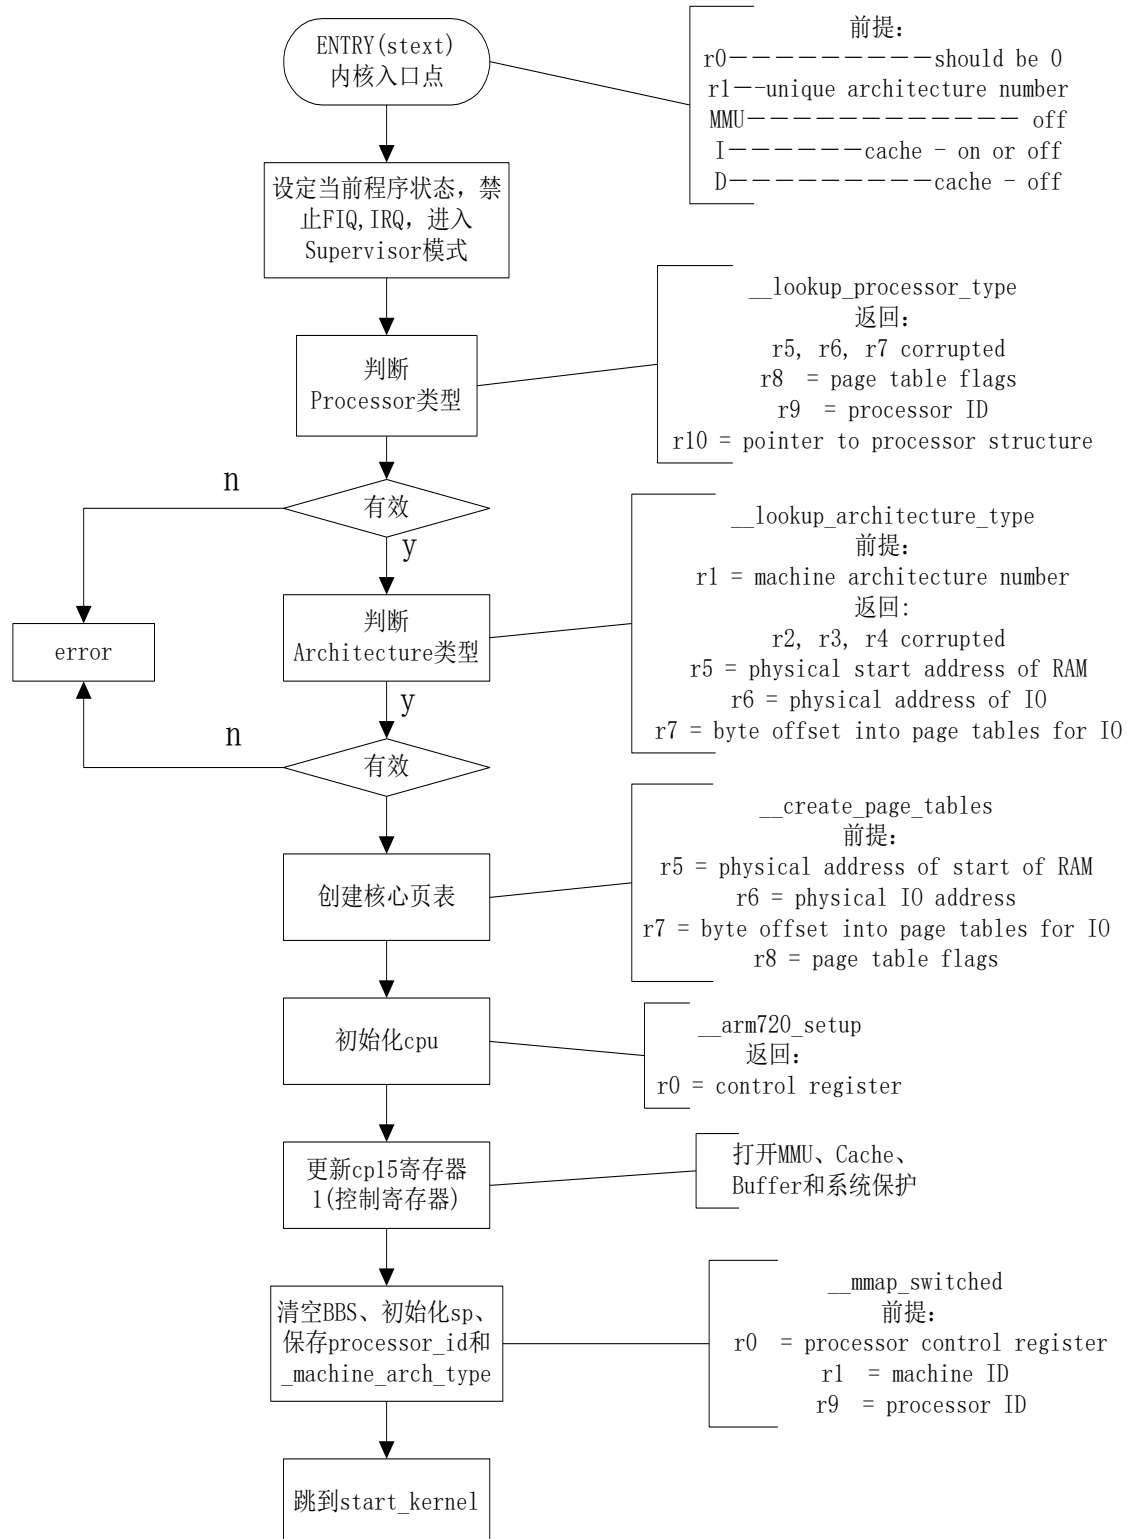 ENTRY(stext)
内核入口点
前提：
r0—————————should be 0
r1—-unique architecture number
MMU———————————— off
I——————cache - on or off
D—————————cache - off
设定当前程序状态，禁
止FIQ,IRQ，进入
Supervisor模式
__lookup_processor_type
返回：
r5, r6, r7 corrupted
r8 = page table flags
r9 = processor ID
r10 = pointer to processor structure
判断
Processor类型
n
有效
y
__lookup_architecture_type
前提：
r1 = machine architecture number
返回：
r2, r3, r4 corrupted
r5 = physical start address of RAM
r6 = physical address of IO
r7 = byte offset into page tables for IO
判断
Architecture类型
error
y
n
有效
__create_page_tables
前提：
r5 = physical address of start of RAM
r6 = physical IO address
r7 = byte offset into page tables for IO
r8 = page table flags
创建核心页表
初始化cpu
__arm720_setup
返回：
r0 = control register
更新cp15寄存器
1(控制寄存器)
打开MMU、Cache、
Buffer和系统保护
清空BBS、初始化sp、
保存processor_id和
_machine_arch_type
__mmap_switched
前提：
r0 = processor control register
r1 = machine ID
r9 = processor ID
跳到start_kernel